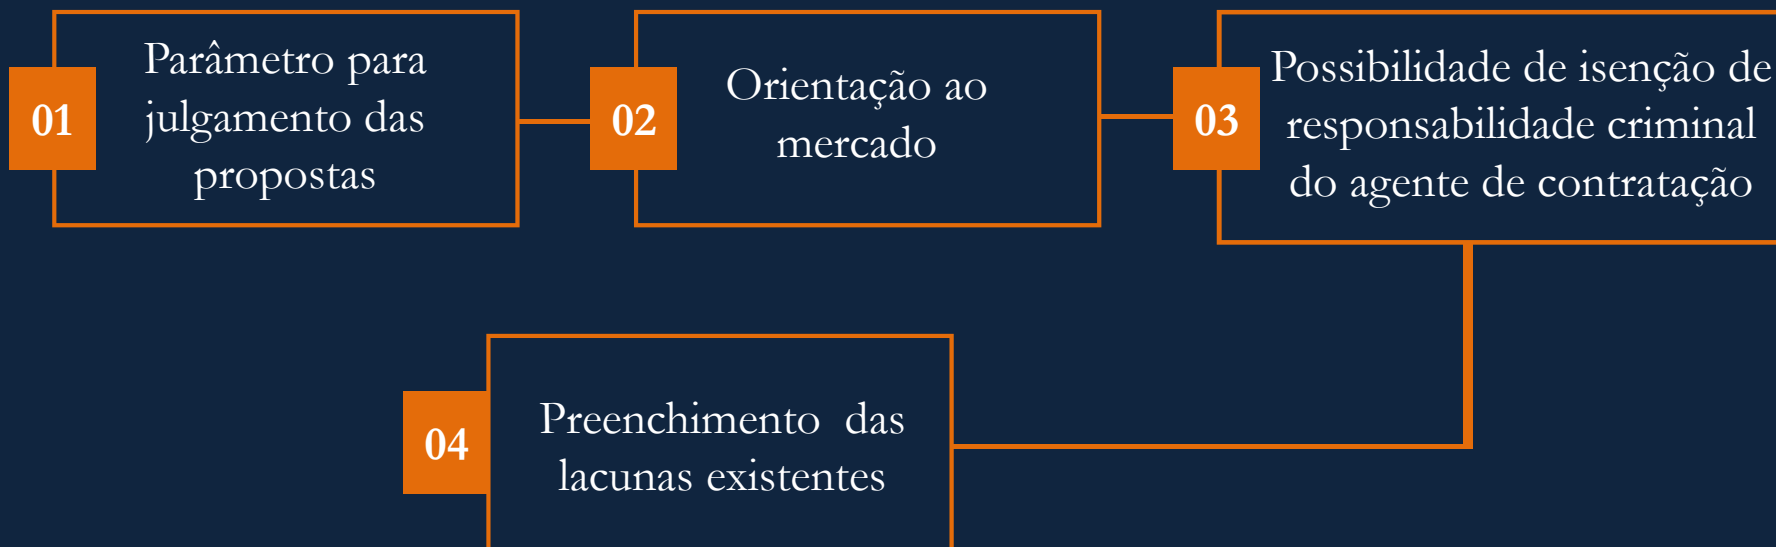 01
Parâmetro para
julgamento das
propostas
02
Orientação ao
mercado
03
Possibilidade de isenção de
responsabilidade criminal
do agente de contratação
04
Preenchimento  das
lacunas existentes